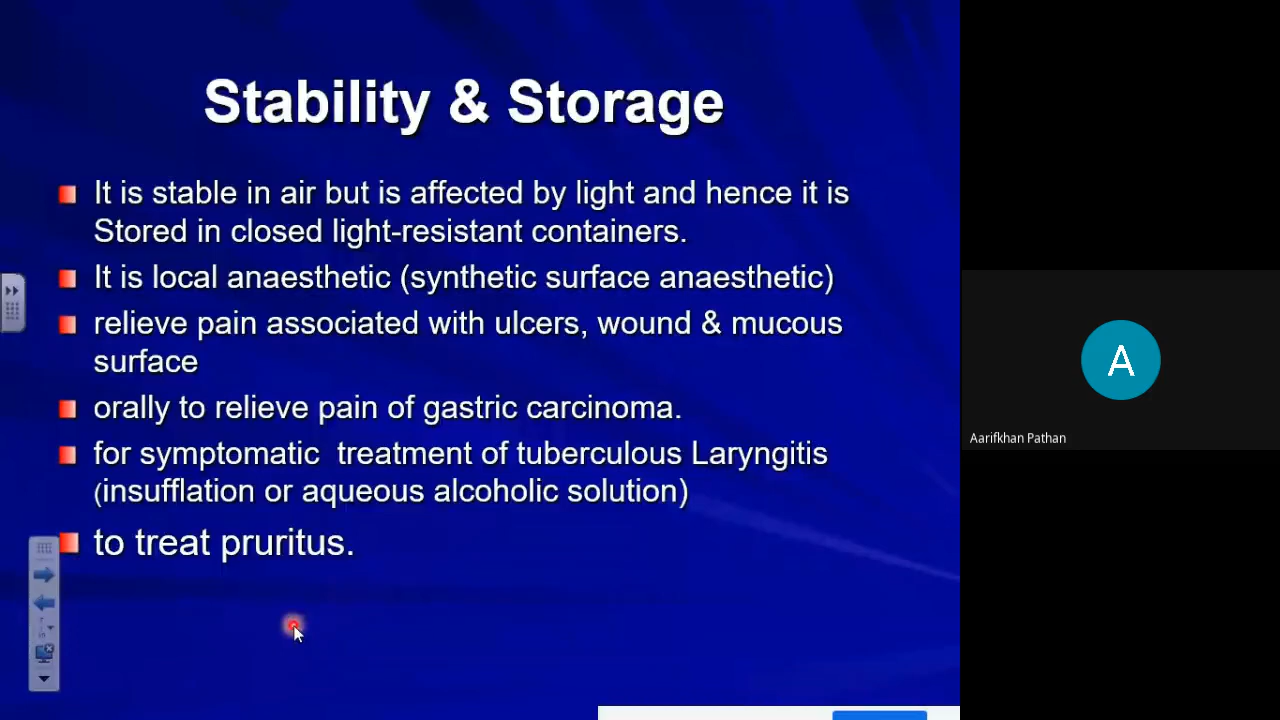 Stability & Storage
It is stable in air but is affected by light and hence it is
Stored in closed light-resistant containers.
It is local anaesthetic (synthetic surface anaesthetic)
relieve pain associated with ulcers, wound & mucous
surface
orally to relieve pain of gastric carcinoma.
for symptomatic  treatment of tuberculous Laryngitis
(insufflation or aqueous alcoholic solution)
to treat pruritus.
A
Aarifkhan Pathan